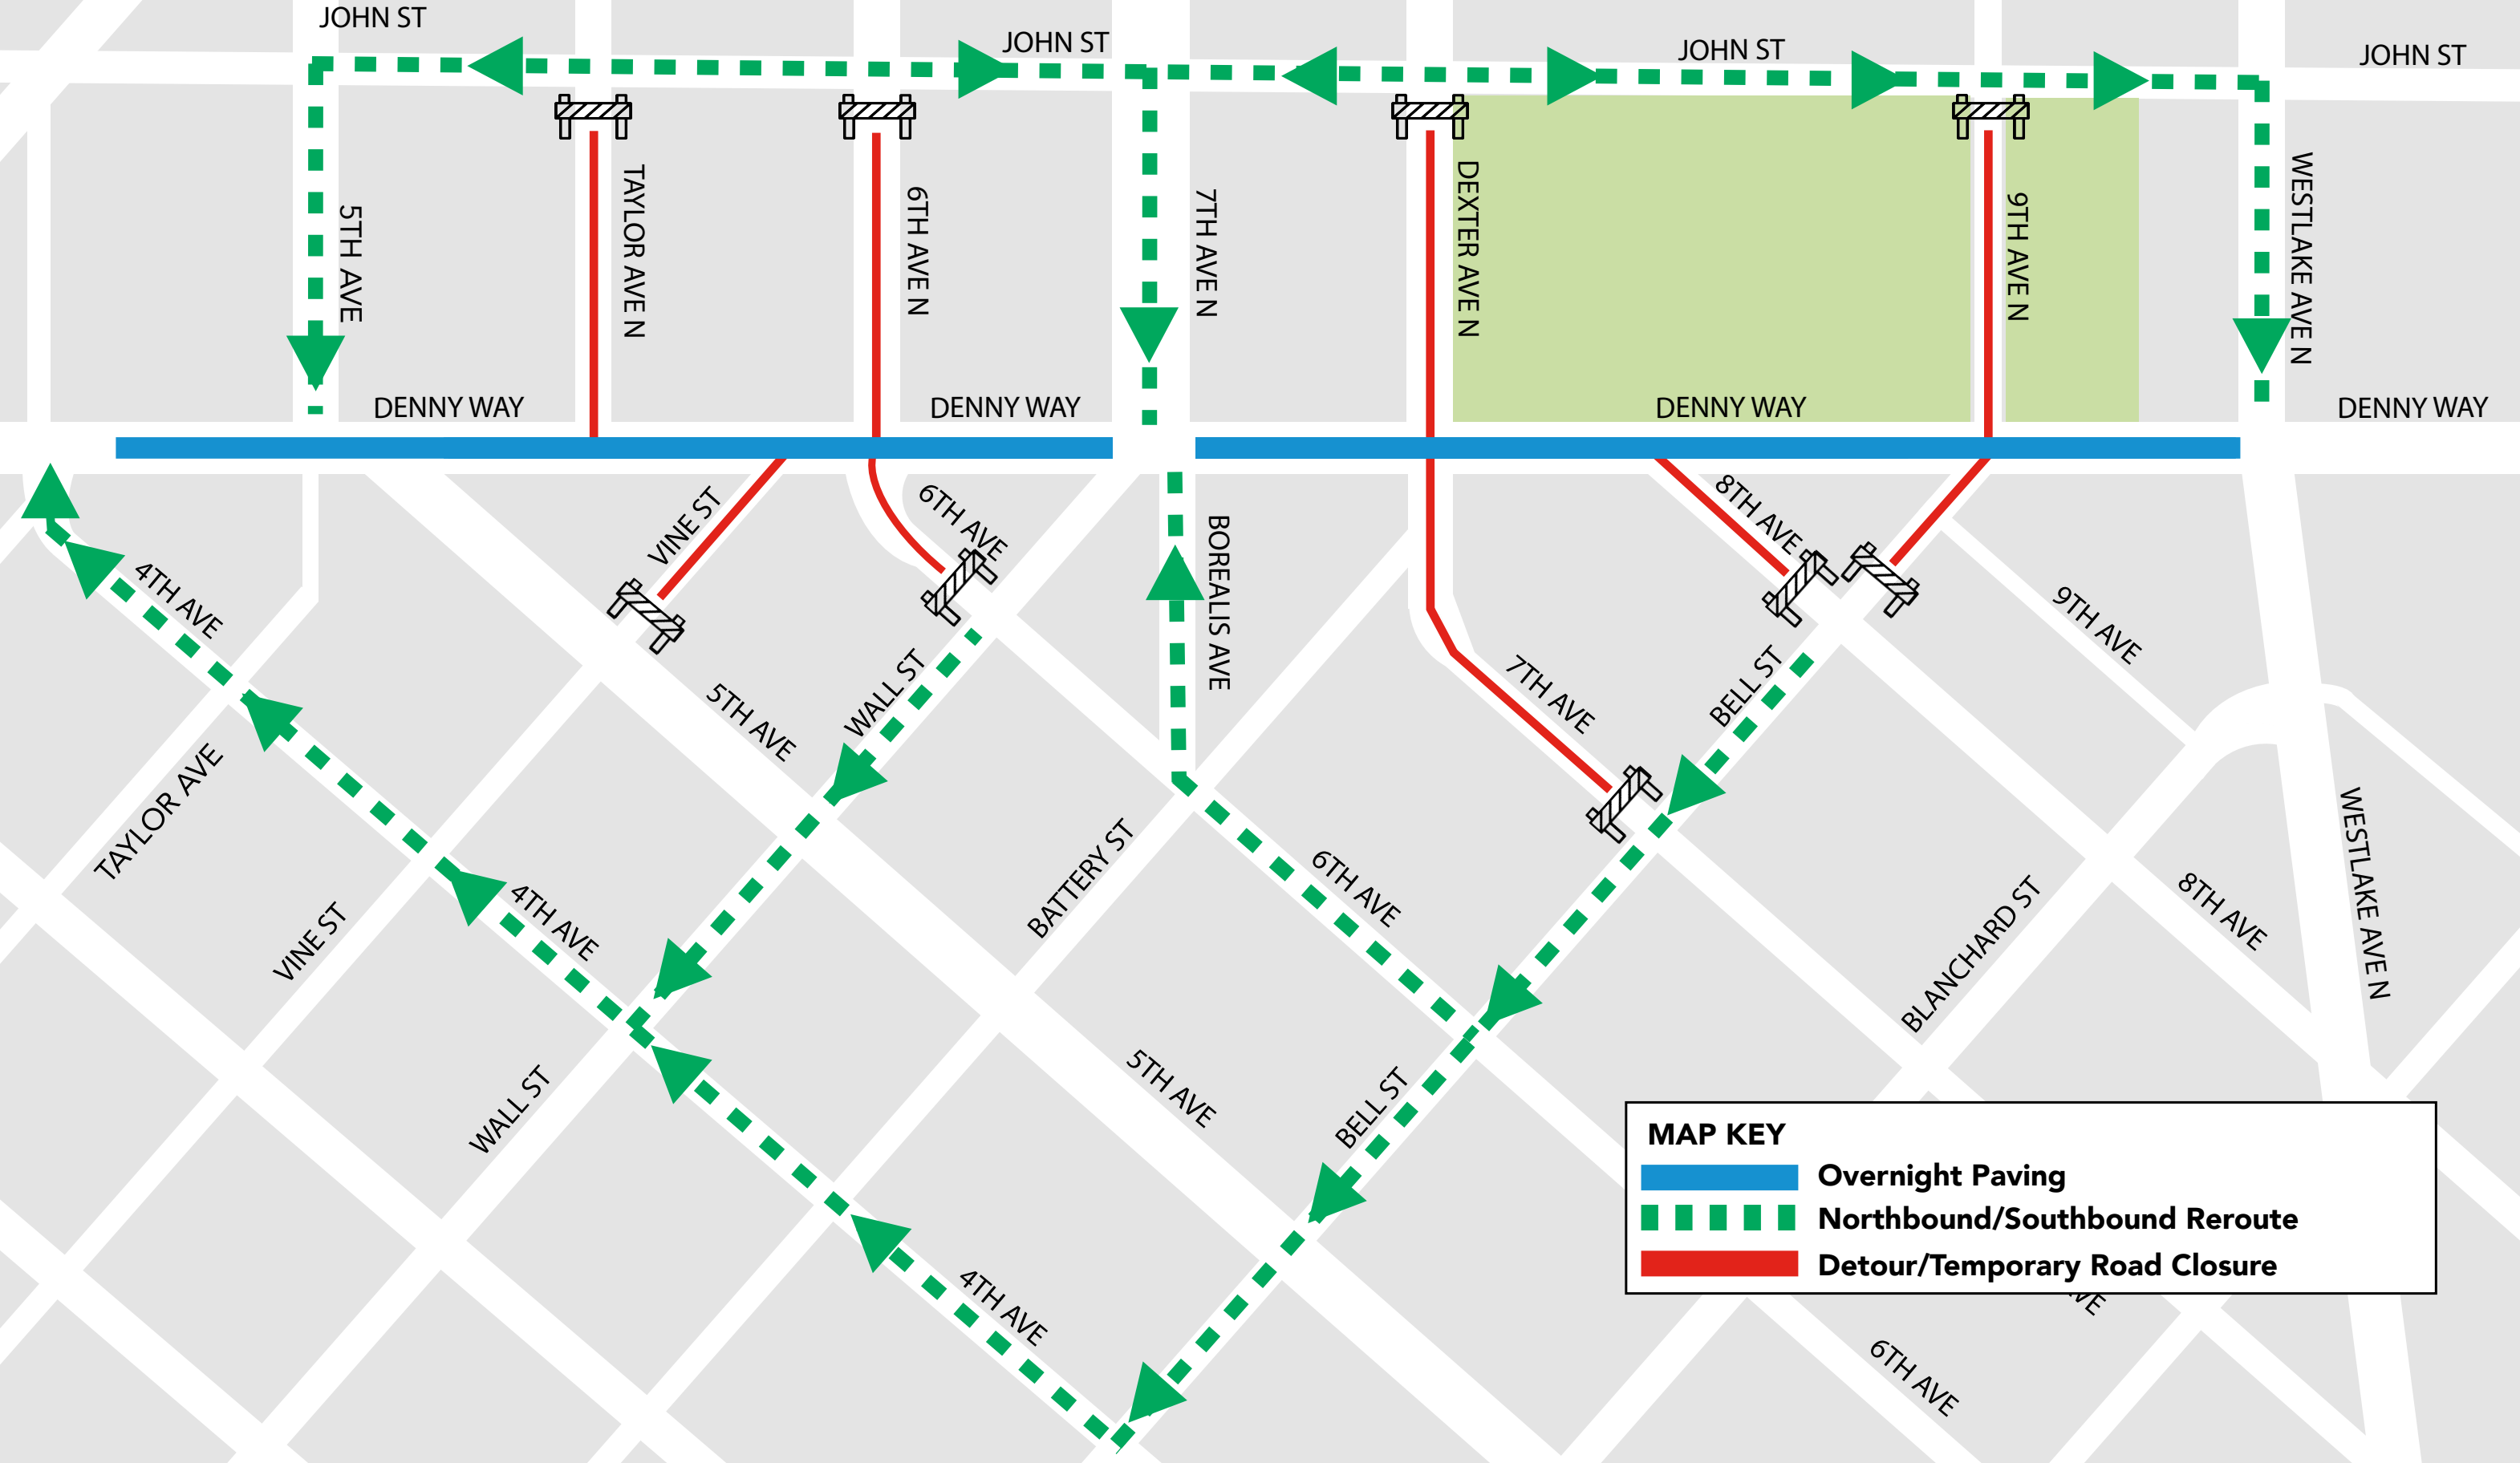 JOHN ST
JOHN ST
JOHN ST
JOHN ST
5TH AVE
TAYLOR AVE N
6TH AVE N
7TH AVE N
DEXTER AVE N
9TH AVE N
WESTLAKE AVE N
DENNY WAY
DENNY WAY
DENNY WAY
DENNY WAY
VINE ST
6TH AVE
BOREALIS AVE
8TH AVE
4TH AVE
9TH AVE
5TH AVE
WALL ST
7TH AVE
BELL ST
TAYLOR AVE
VINE ST
4TH AVE
BATTERY ST
6TH AVE
BLANCHARD ST
8TH AVE
WESTLAKE AVE N
WALL ST
5TH AVE
BELL ST
4TH AVE
MAP KEY
Overnight Paving
Northbound/Southbound Reroute
Detour/Temporary Road Closure
6TH AVE